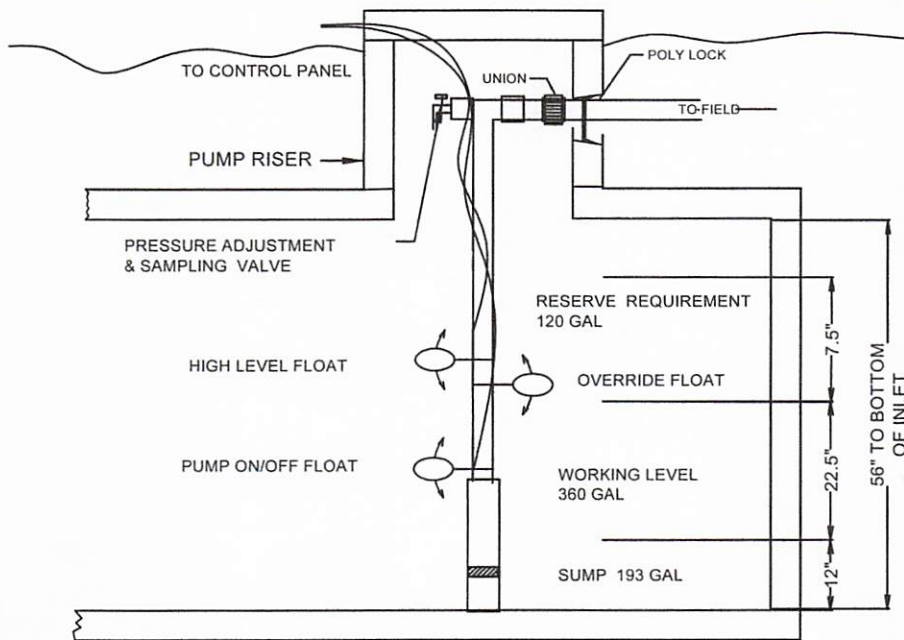 TO CONTROL PANEL
UNION
POLY LOCK
TO FIELD
PUMP RISER
PRESSURE ADJUSTMENT
& SAMPLING VALVE
RESERVE REQUIREMENT
120 GAL
7.5"
HIGH LEVEL FLOAT
OVERRIDE FLOAT
56" TO BOTTOM
OF INLET
PUMP ON/OFF FLOAT
WORKING LEVEL
360 GAL
22.5"
SUMP 193 GAL
12"